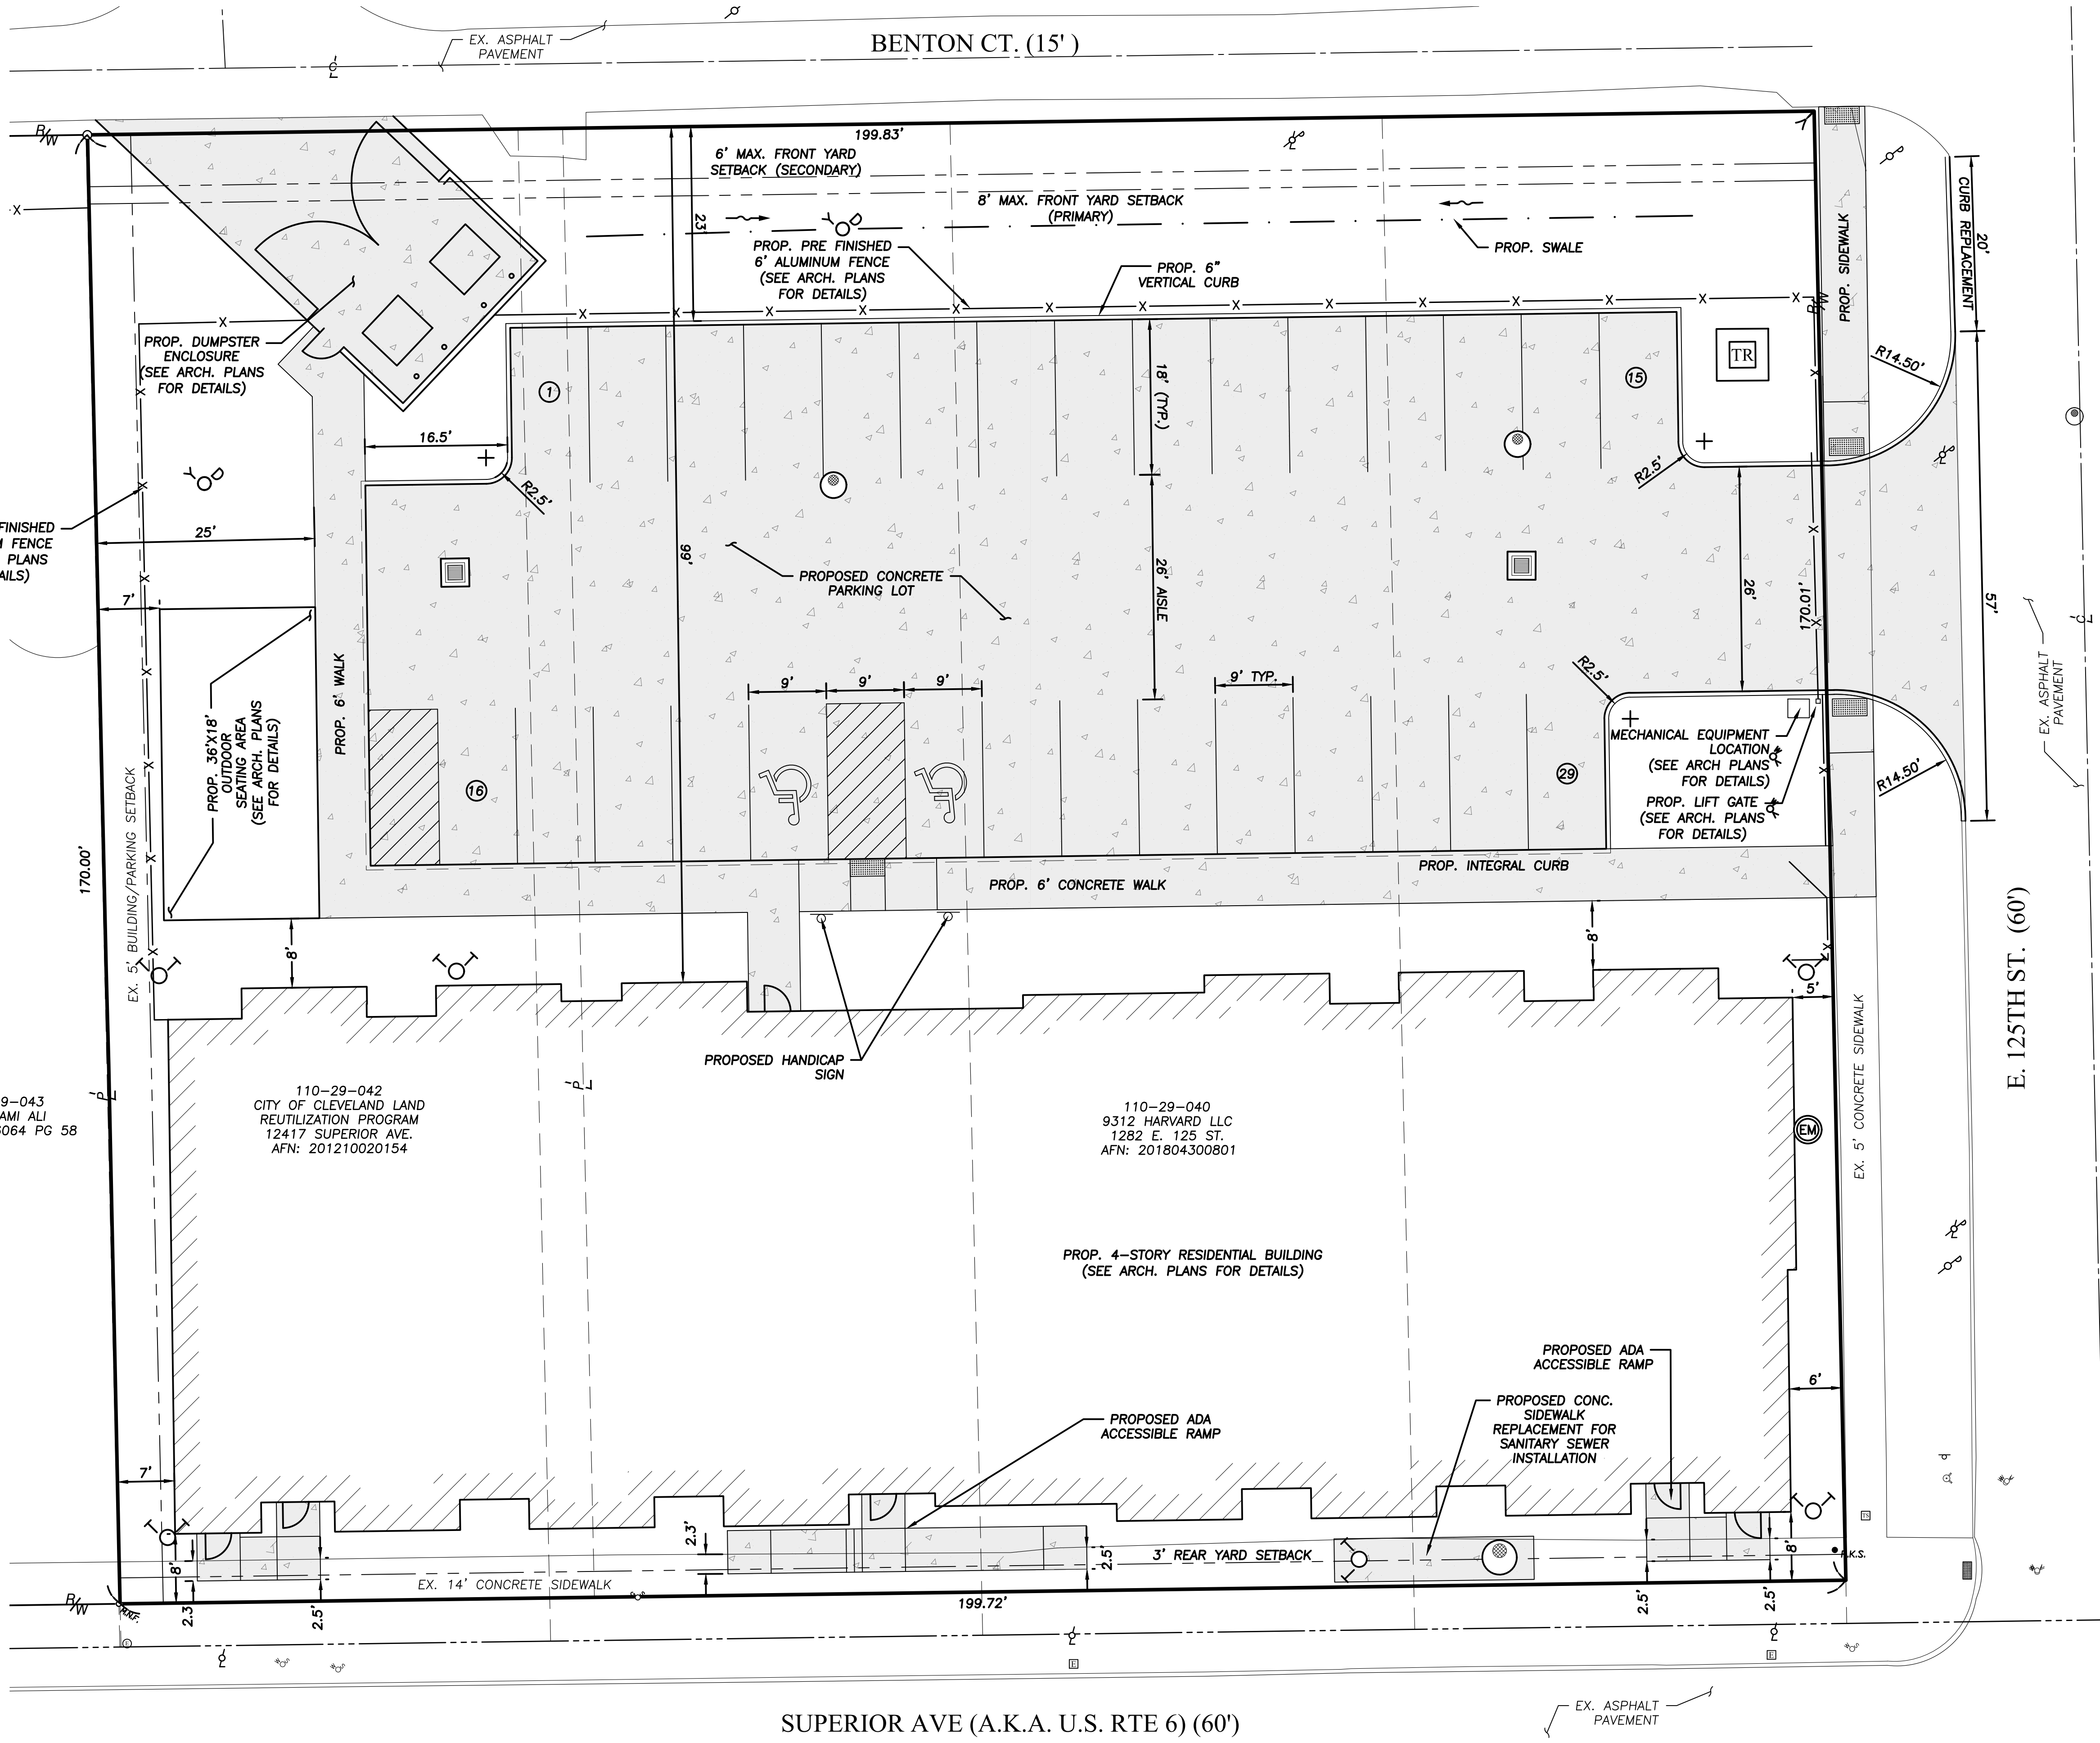 EX. ASPHALT
PAVEMENT
BENTON CT. (15' )
C
L
R/W
199.83'
6' MAX. FRONT YARD
SETBACK (SECONDARY)
8' MAX. FRONT YARD SETBACK
(PRIMARY)
23'
PROP. SWALE
PROP. PRE FINISHED
6' ALUMINUM FENCE
(SEE ARCH. PLANS
FOR DETAILS)
PROP. 6"
VERTICAL CURB
PROP. SIDEWALK
20'
CURB REPLACEMENT
R/W
YD
PROP. DUMPSTER
ENCLOSURE
(SEE ARCH. PLANS
FOR DETAILS)
TR
R14.50'
1
15
18' (TYP.)
16.5'
R2.5'
R2.5'
YD
FINISHED
M FENCE
PLANS
AILS)
25'
7'
99'
PROPOSED CONCRETE
PARKING LOT
26' AISLE
26'
170.01'
57'
EX. ASPHALT
PAVEMENT
C
L
PROP. 36'X18'
OUTDOOR
SEATING AREA
(SEE ARCH. PLANS
FOR DETAILS)
PROP. 6' WALK
9'
9'
9'
9' TYP.
R2.5'
MECHANICAL EQUIPMENT
LOCATION
(SEE ARCH PLANS
FOR DETAILS)
PROP. LIFT GATE
(SEE ARCH. PLANS
FOR DETAILS)
R14.50'
16
29
170.00'
EX. 5' BUILDING/PARKING SETBACK
PROP. 6' CONCRETE WALK
PROP. INTEGRAL CURB
8'
8'
5'
PROPOSED HANDICAP
SIGN
E. 125TH ST. (60')
EX. 5' CONCRETE SIDEWALK
9-043
AMI ALI
6064 PG 58
P
L
110-29-042
CITY OF CLEVELAND LAND
REUTILIZATION PROGRAM
12417 SUPERIOR AVE.
AFN: 201210020154
P
L
110-29-040
9312 HARVARD LLC
1282 E. 125 ST.
AFN: 201804300801
EM
PROP. 4-STORY RESIDENTIAL BUILDING
(SEE ARCH. PLANS FOR DETAILS)
PROPOSED ADA
ACCESSIBLE RAMP
6'
PROPOSED CONC.
SIDEWALK
REPLACEMENT FOR
SANITARY SEWER
INSTALLATION
PROPOSED ADA
ACCESSIBLE RAMP
7'
TS
2.3'
2.5'
3' REAR YARD SETBACK
8'
8'
EX. 14' CONCRETE SIDEWALK
R/W
2.3
2.5'
199.72'
2.5'
2.5'
E
E
SUPERIOR AVE (A.K.A. U.S. RTE 6) (60')
EX. ASPHALT
PAVEMENT